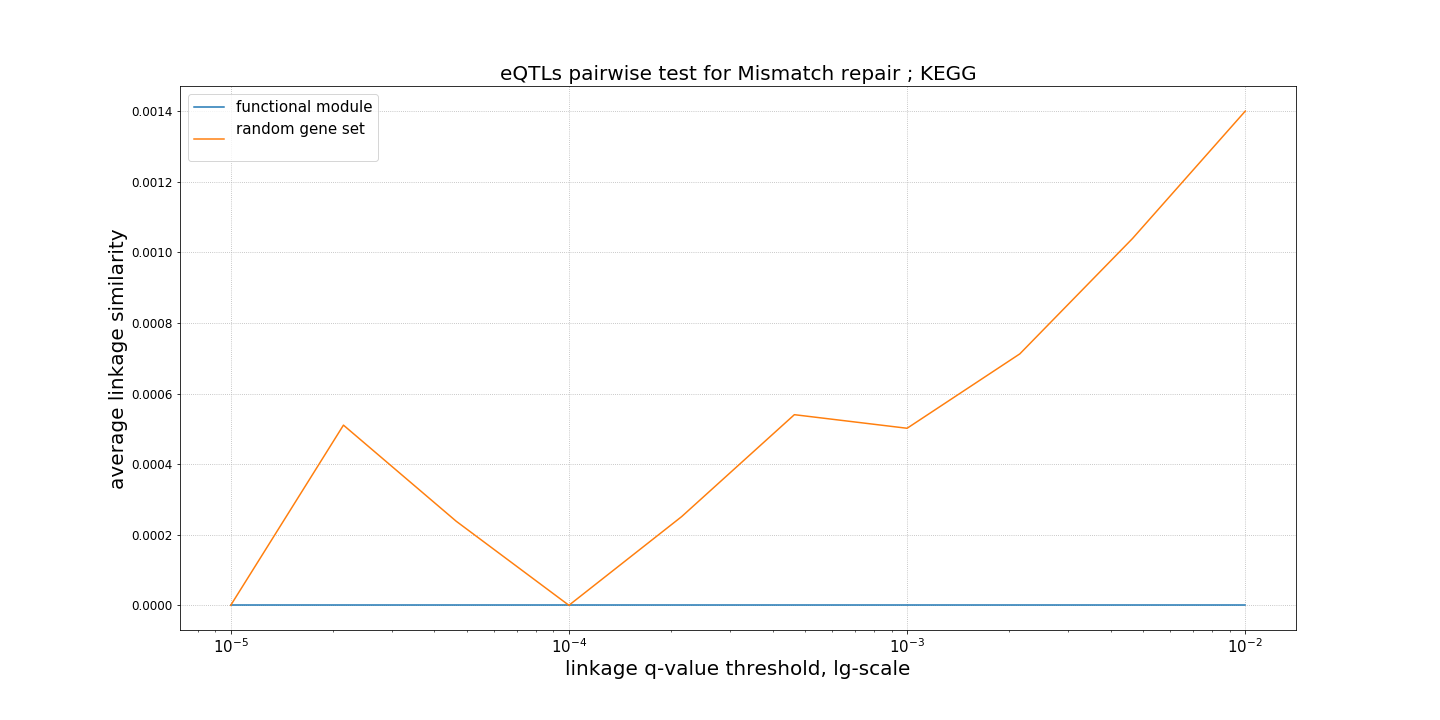 eQTLs pairwise test for Mismatch repair ; KEGG
functional module
random gene set
average linkage similarity
0.0014
0.0012
0.0010
0.0008
0.0006
0.0004
0.0002
0.0000
10⁻⁵ 10⁻⁴ 10⁻³ 10⁻²
linkage q-value threshold, lg-scale